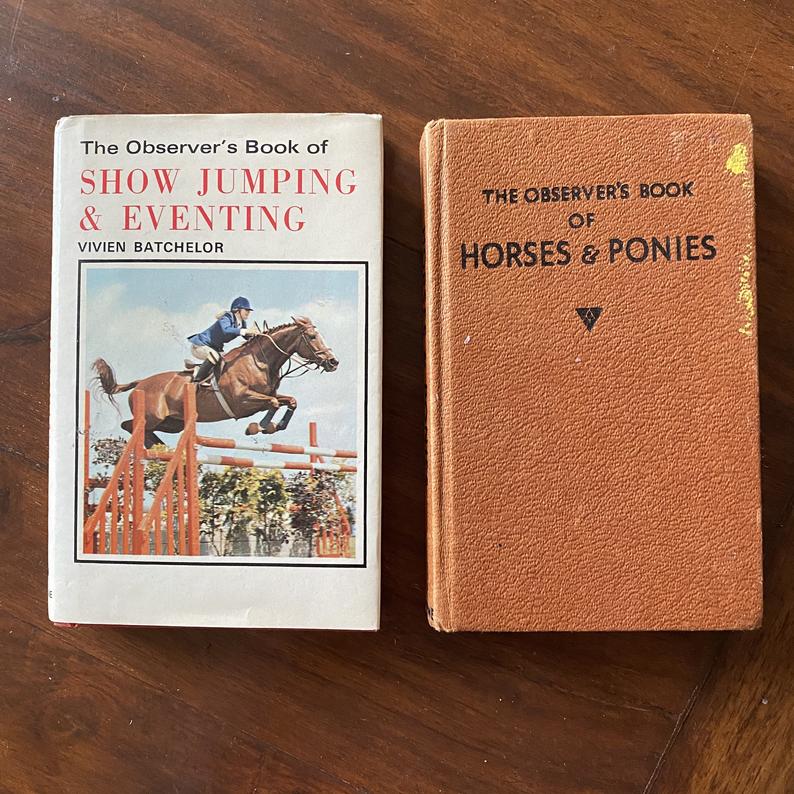 The Observer's Book of
SHOW JUMPING
& EVENTING
VIVIEN BATCHELOR
THE OBSERVER'S BOOK
OF
HORSES & PONIES